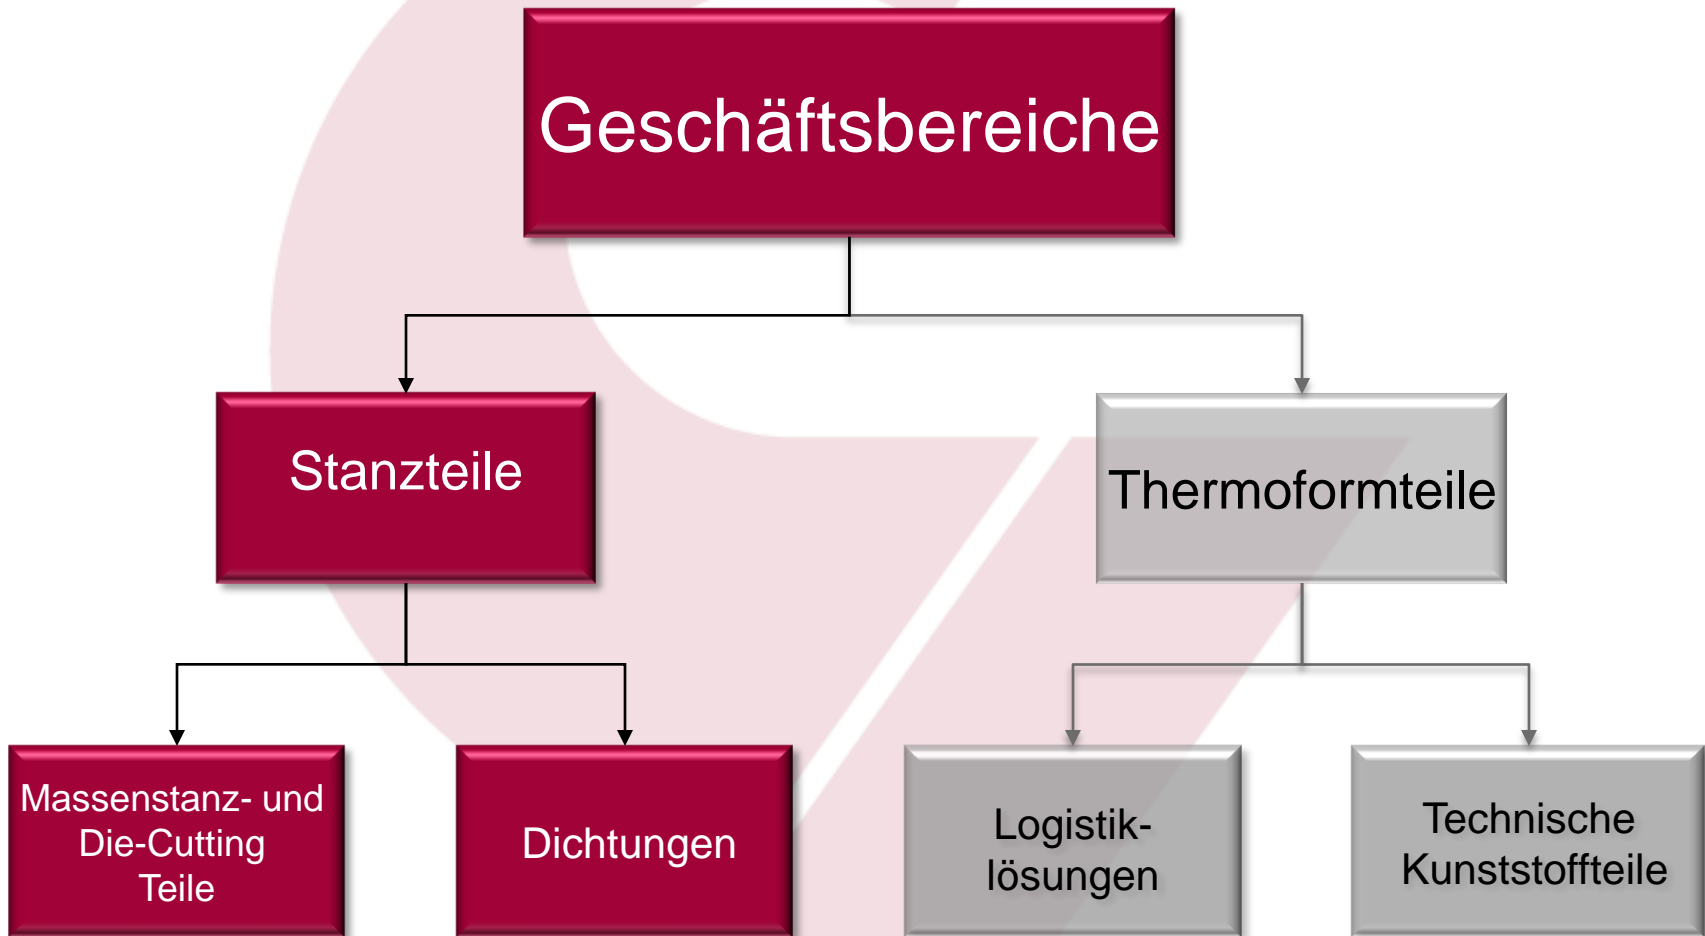 Geschäftsbereiche
Stanzteile
Thermoformteile
Massenstanz- und
Die-Cutting
Teile
Dichtungen
Logistik-
lösungen
Technische
Kunststoffteile